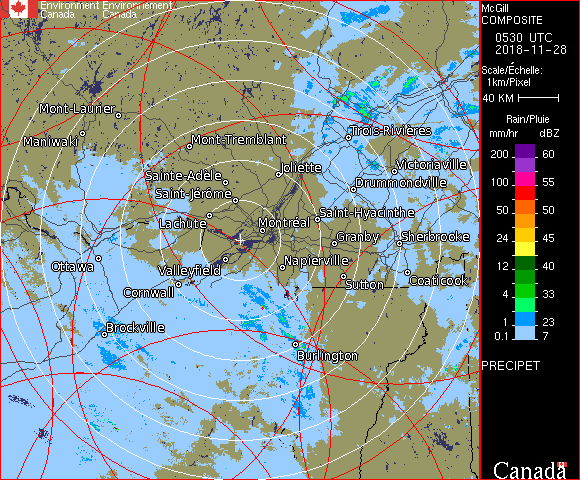 Environment Environnement
Canada Canada
Mont-Laurier
Maniwaki
Mont-Tremblant
Trois-Rivières
Joliette
Victoriaville
Sainte-Adèle
Drummondville
Saint-Jérôme
Saint-Hyacinthe
Lachute
Montréal
Granby
Sherbrooke
Ottawa
Valleyfield
Napierville
Coaticook
Sutton
Cornwall
Brockville
Burlington
McGill
COMPOSITE
0530 UTC
2018-11-28
Scale/Échelle:
1km/Pixel
40 KM
Rain/Pluie
mm/hr dBZ
200 60
55
100 55
50 50
50 45
24 45
12 40
4 33
1 23
0.1 7
PRECIPET
Canada